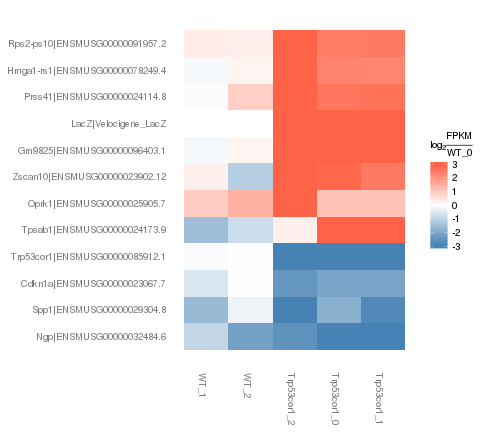 Rps2-ps10|ENSMUSG00000091957.2
Hmga1-rs1|ENSMUSG00000078249.4
Prss41|ENSMUSG00000024114.8
LacZ|Velocigene_LacZ
Gm9825|ENSMUSG00000096403.1
Zscan10|ENSMUSG00000023902.12
Oprk1|ENSMUSG00000025905.7
Tpsab1|ENSMUSG00000024173.9
Trp53cor1|ENSMUSG00000085912.1
Cdkn1a|ENSMUSG00000023067.7
Spp1|ENSMUSG00000029304.8
Ngp|ENSMUSG00000032484.6
WT_1
WT_2
Trp53cor1_2
Trp53cor1_0
Trp53cor1_1
log2 FPKM
WT_0
3
2
1
0
-1
-2
-3